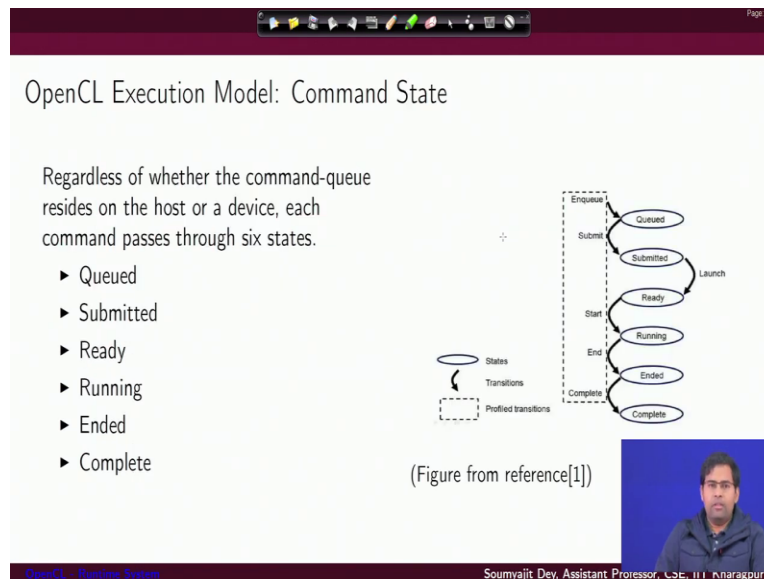 Page
OpenCL Execution Model: Command State
Regardless of whether the command-queue
resides on the host or a device, each
command passes through six states.
Queued
Submitted
Ready
Running
Ended
Complete
Enqueue
Queued
Submit
Submitted
Launch
Ready
Start
Running
End
Ended
Complete
Complete
States
Transitions
Profiled transitions
(Figure from reference[1])
OpenCL - Runtime System
Soumyajit Dey, Assistant Professor, CSE, IIT Kharagpur